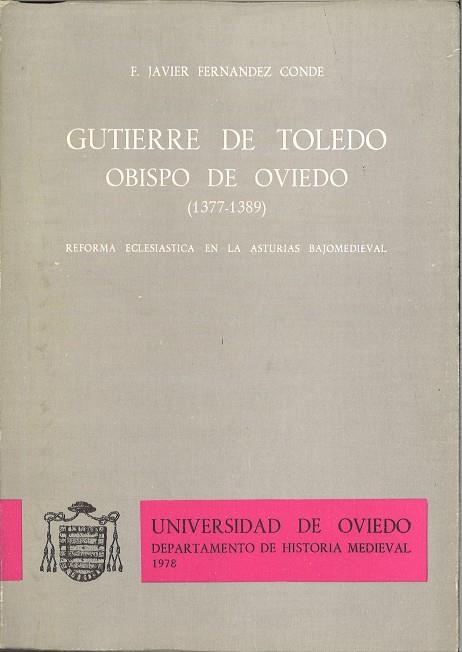 F. JAVIER FERNANDEZ CONDE
GUTIERRE DE TOLEDO
OBISPO DE OVIEDO
(1377-1389)
REFORMA ECLESIASTICA EN LA ASTURIAS BAJOMEDIEVAL
UNIVERSIDAD DE OVIEDO
DEPARTAMENTO DE HISTORIA MEDIEVAL
1978